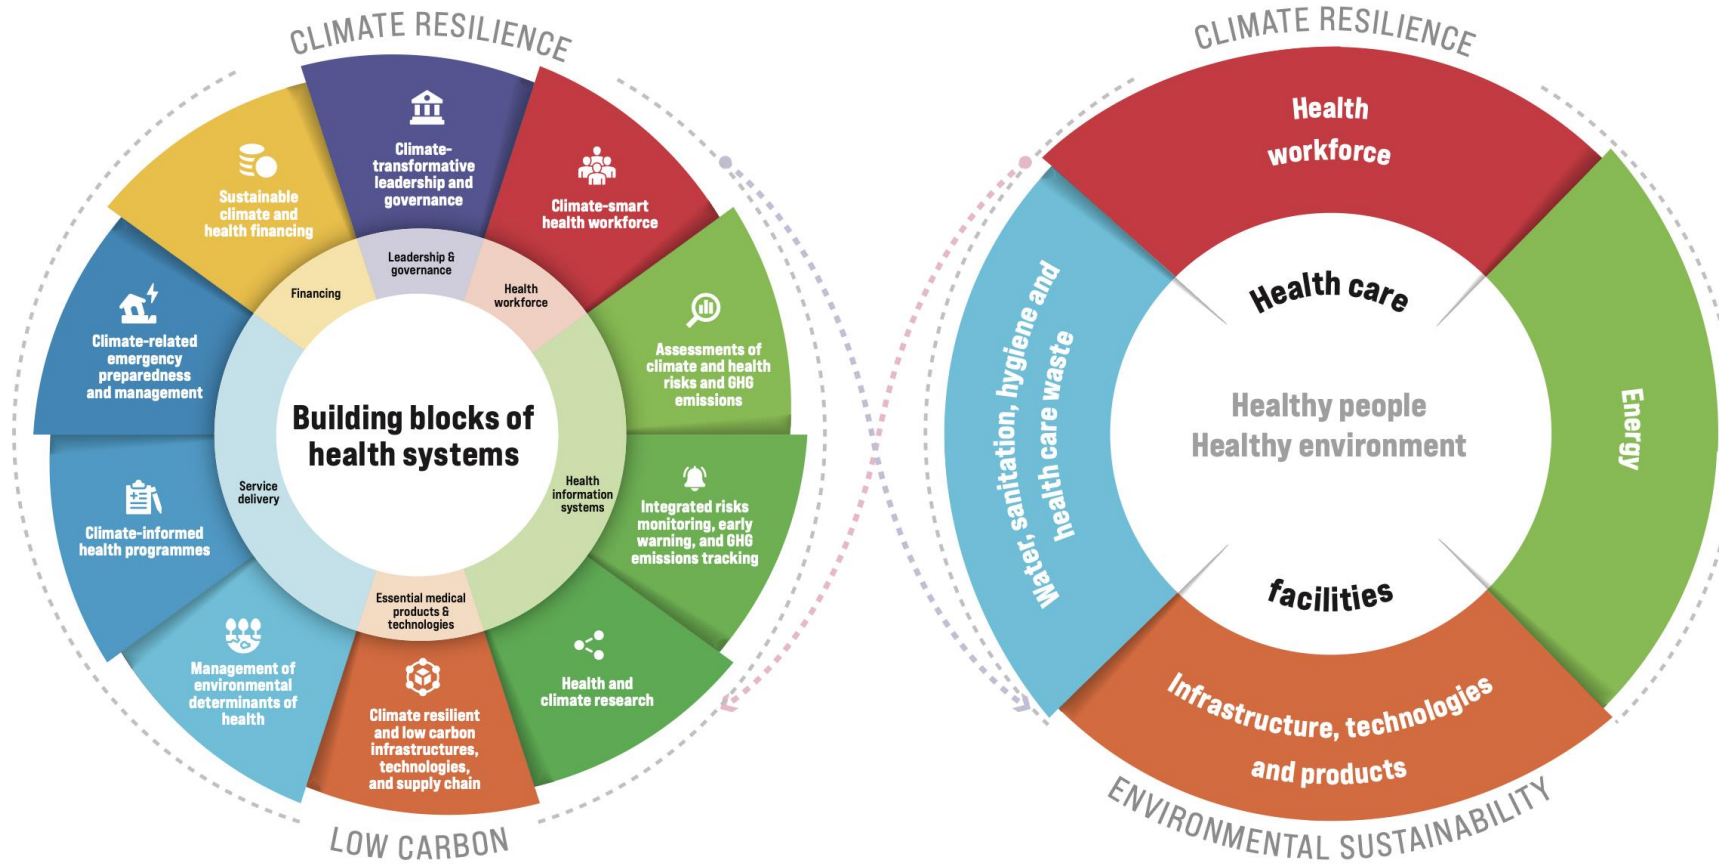 CLIMATE RESILIENCE
Climate-
transformative
leadership and
governance
Climate-smart
health workforce
Assessments of
climate and health
risks and GHG
emissions
Integrated risks
monitoring, early
warning, and GHG
emissions tracking
Health and
climate research
Climate resilient
and low carbon
infrastructures,
technologies,
and supply chain
Management of
environmental
determinants of
health
Climate-informed
health programmes
Climate-related
emergency
preparedness
and management
Sustainable
climate and
health financing
Leadership &
governance
Health
workforce
Health
information
systems
Essential medical
products &
technologies
Service
delivery
Financing
Building blocks of
health systems
LOW CARBON
CLIMATE RESILIENCE
Health
workforce
Energy
Infrastructure, technologies
and products
Water, sanitation, hygiene and
health care waste
Health care
Healthy people
Healthy environment
facilities
ENVIRONMENTAL SUSTAINABILITY